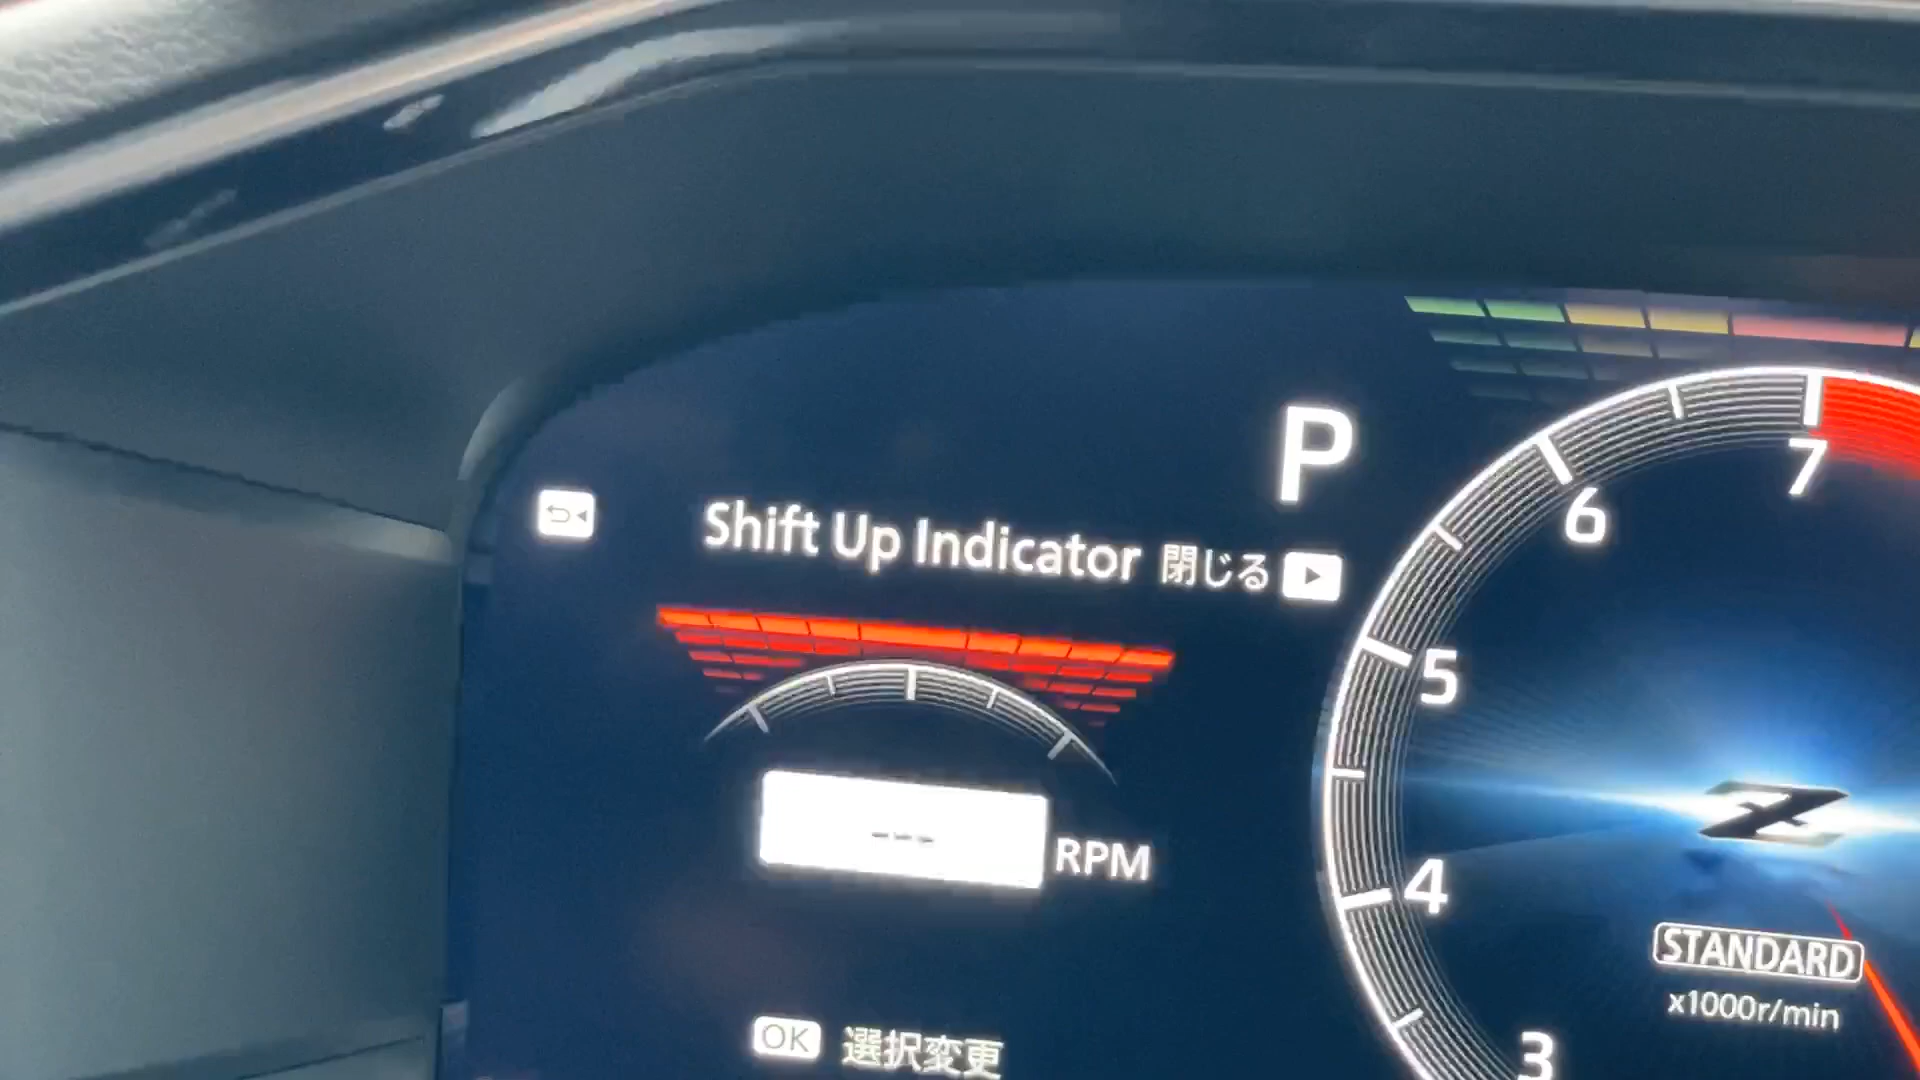 P
Shift Up Indicator 閉じる
--- RPM
OK 選択変更
7
6
5
4
3
Z
STANDARD
x1000r/min